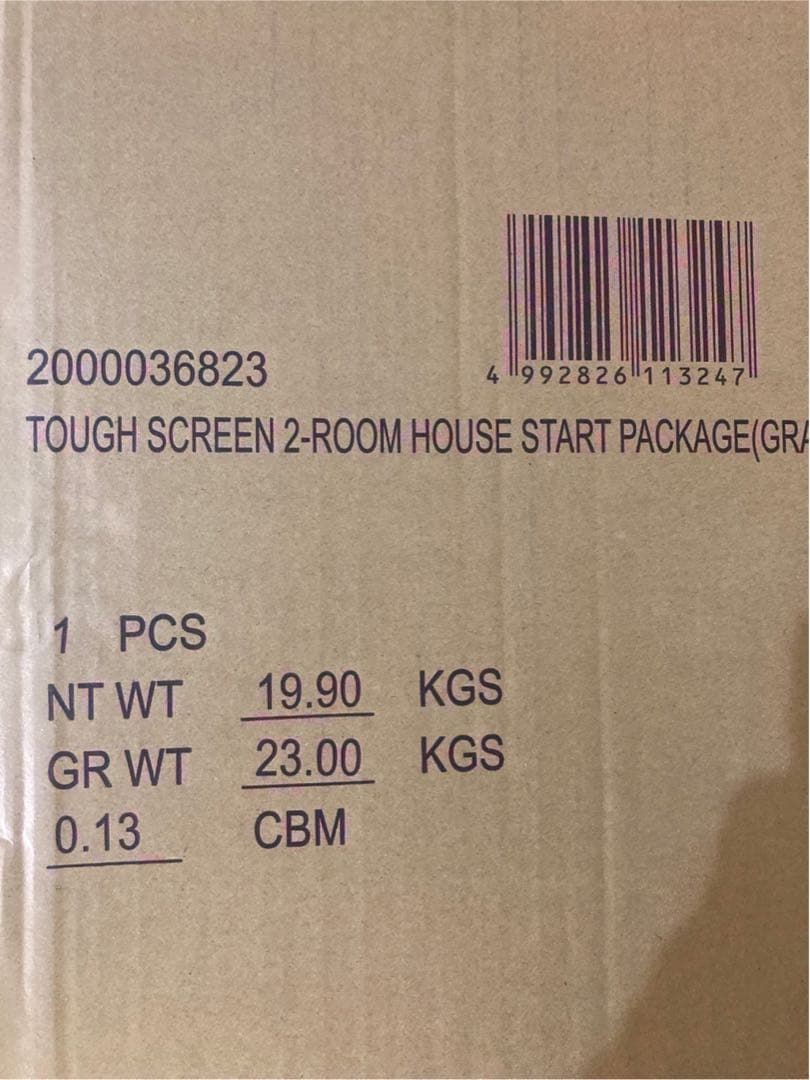 4 992826 113247
2000036823
TOUGH SCREEN 2-ROOM HOUSE START PACKAGE(GRA
1 PCS
NT WT 19.90 KGS
GR WT 23.00 KGS
0.13 CBM